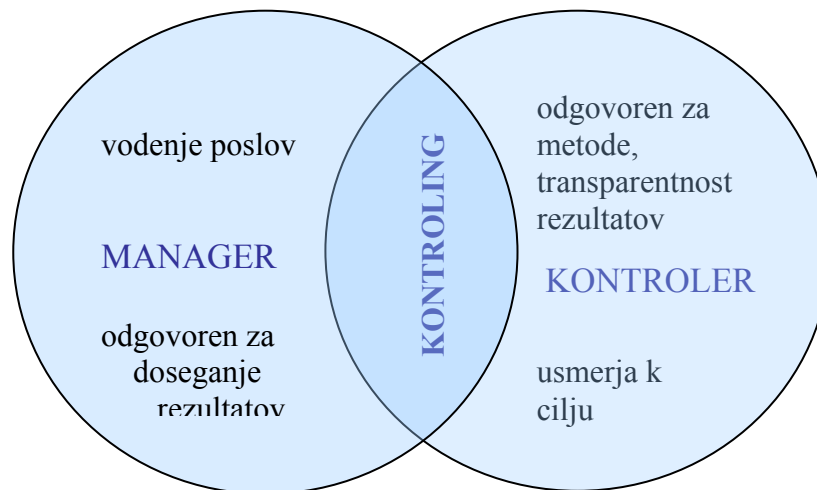 vodenje poslov
MANAGER
odgovoren za
doseganje
rezultatov
KONTROLING
odgovoren za
metode,
transparentnost
rezultatov
KONTROLER
usmerja k
cilju